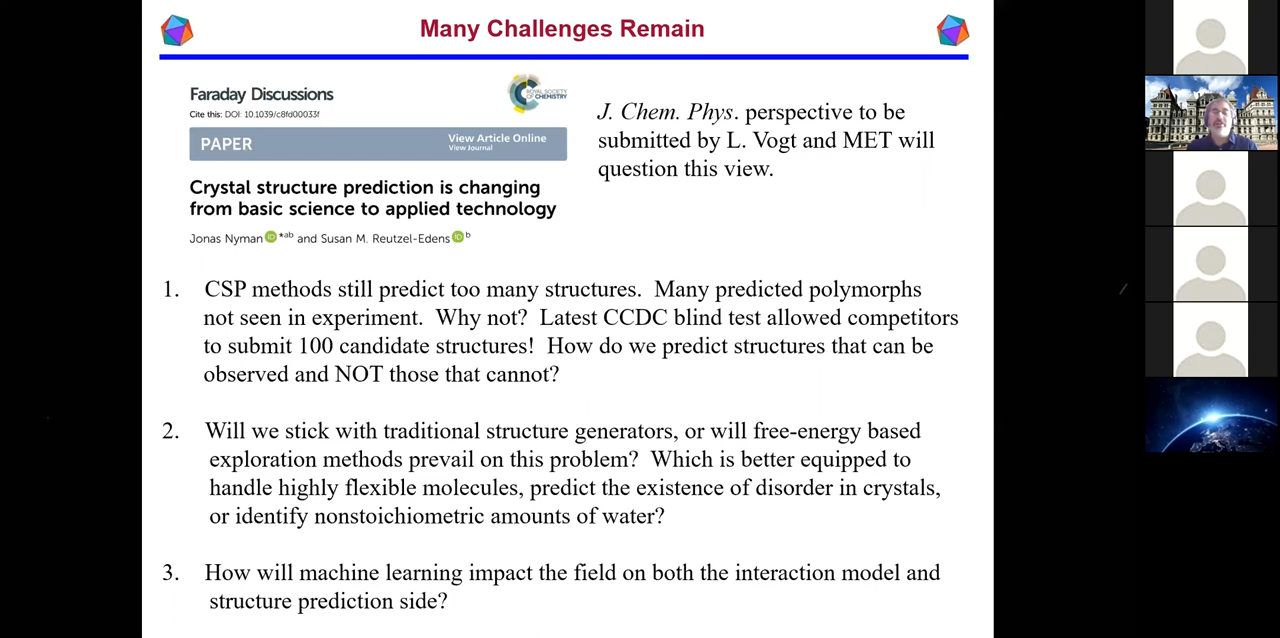 Many Challenges Remain
Faraday Discussions
Cite this: DOI: 10.1039/c8fd00033f
ROYAL SOCIETY
OF CHEMISTRY
PAPER
View Article Online
View Journal
Crystal structure prediction is changing
from basic science to applied technology
Jonas Nyman iD *ab and Susan M. Reutzel-Edens iD b
J. Chem. Phys. perspective to be
submitted by L. Vogt and MET will
question this view.
1. CSP methods still predict too many structures. Many predicted polymorphs
not seen in experiment. Why not? Latest CCDC blind test allowed competitors
to submit 100 candidate structures! How do we predict structures that can be
observed and NOT those that cannot?
2. Will we stick with traditional structure generators, or will free-energy based
exploration methods prevail on this problem? Which is better equipped to
handle highly flexible molecules, predict the existence of disorder in crystals,
or identify nonstoichiometric amounts of water?
3. How will machine learning impact the field on both the interaction model and
structure prediction side?